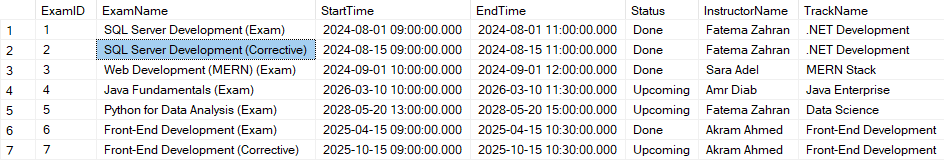 ExamID ExamName StartTime EndTime Status InstructorName TrackName
1 1 SQL Server Development (Exam) 2024-08-01 09:00:00.000 2024-08-01 11:00:00.000 Done Fatema Zahran .NET Development
2 2 SQL Server Development (Corrective) 2024-08-15 09:00:00.000 2024-08-15 11:00:00.000 Done Fatema Zahran .NET Development
3 3 Web Development (MERN) (Exam) 2024-09-01 10:00:00.000 2024-09-01 12:00:00.000 Done Sara Adel MERN Stack
4 4 Java Fundamentals (Exam) 2026-03-10 10:00:00.000 2026-03-10 11:30:00.000 Upcoming Amr Diab Java Enterprise
5 5 Python for Data Analysis (Exam) 2028-05-20 13:00:00.000 2028-05-20 15:00:00.000 Upcoming Fatema Zahran Data Science
6 6 Front-End Development (Exam) 2025-04-15 09:00:00.000 2025-04-15 10:30:00.000 Done Akram Ahmed Front-End Development
7 7 Front-End Development (Corrective) 2025-10-15 09:00:00.000 2025-10-15 10:30:00.000 Upcoming Akram Ahmed Front-End Development